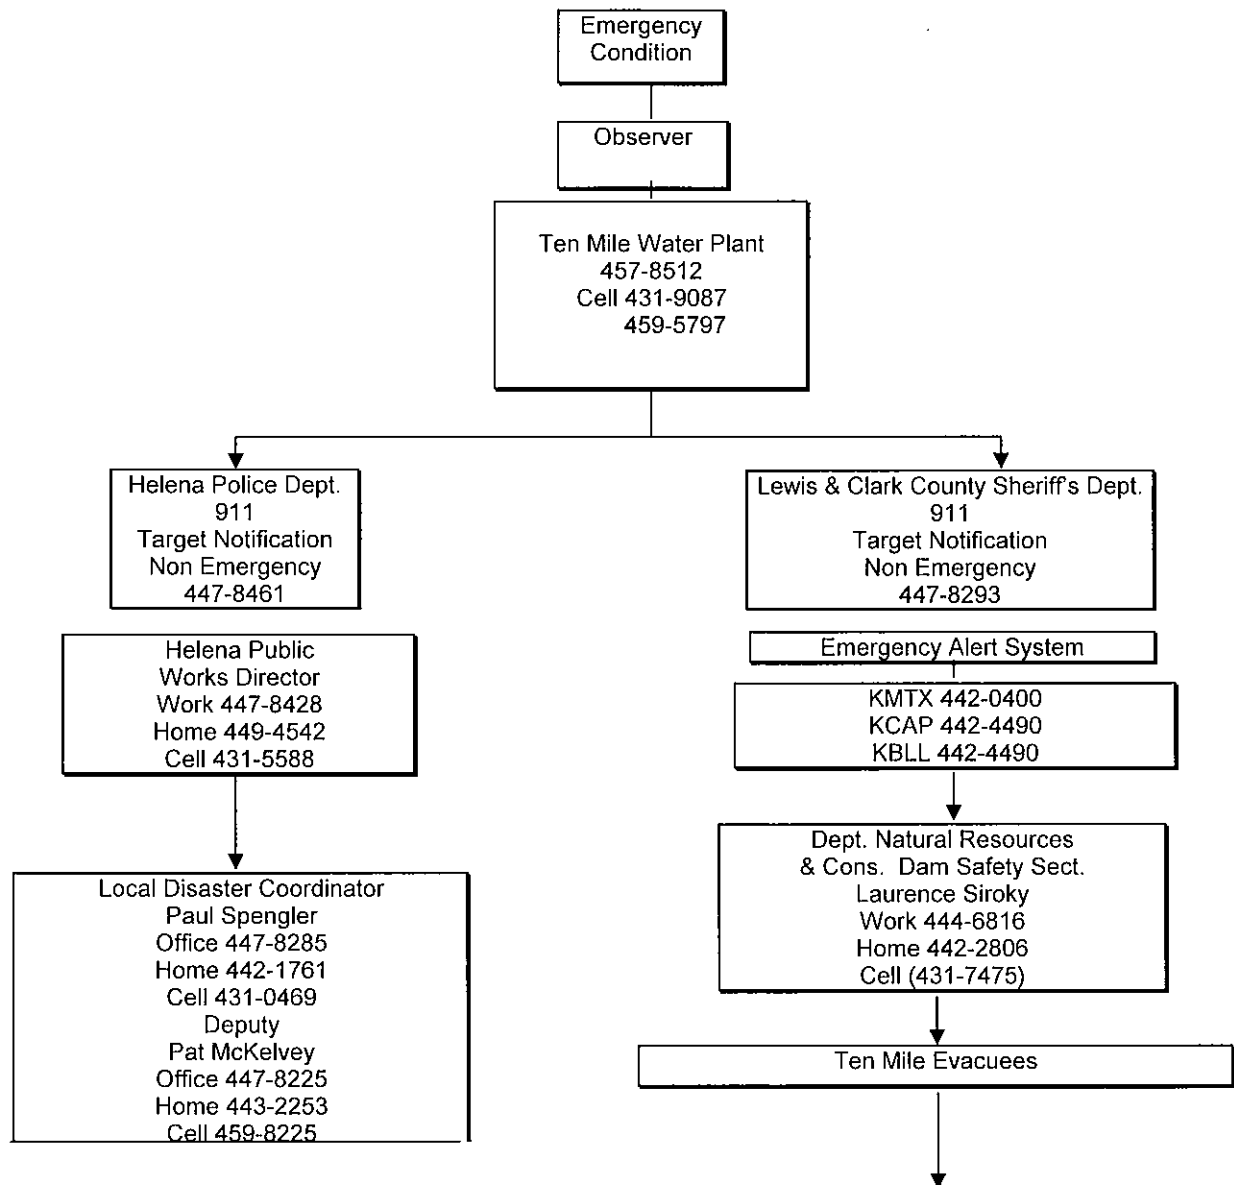 Emergency
Condition
Observer
Ten Mile Water Plant
457-8512
Cell 431-9087
459-5797
Helena Police Dept.
911
Target Notification
Non Emergency
447-8461
Lewis & Clark County Sheriff's Dept.
911
Target Notification
Non Emergency
447-8293
Helena Public
Works Director
Work 447-8428
Home 449-4542
Cell 431-5588
Emergency Alert System
KMTX 442-0400
KCAP 442-4490
KBLL 442-4490
Local Disaster Coordinator
Paul Spengler
Office 447-8285
Home 442-1761
Cell 431-0469
Deputy
Pat McKelvey
Office 447-8225
Home 443-2253
Cell 459-8225
Dept. Natural Resources
& Cons. Dam Safety Sect.
Laurence Siroky
Work 444-6816
Home 442-2806
Cell (431-7475)
Ten Mile Evacuees